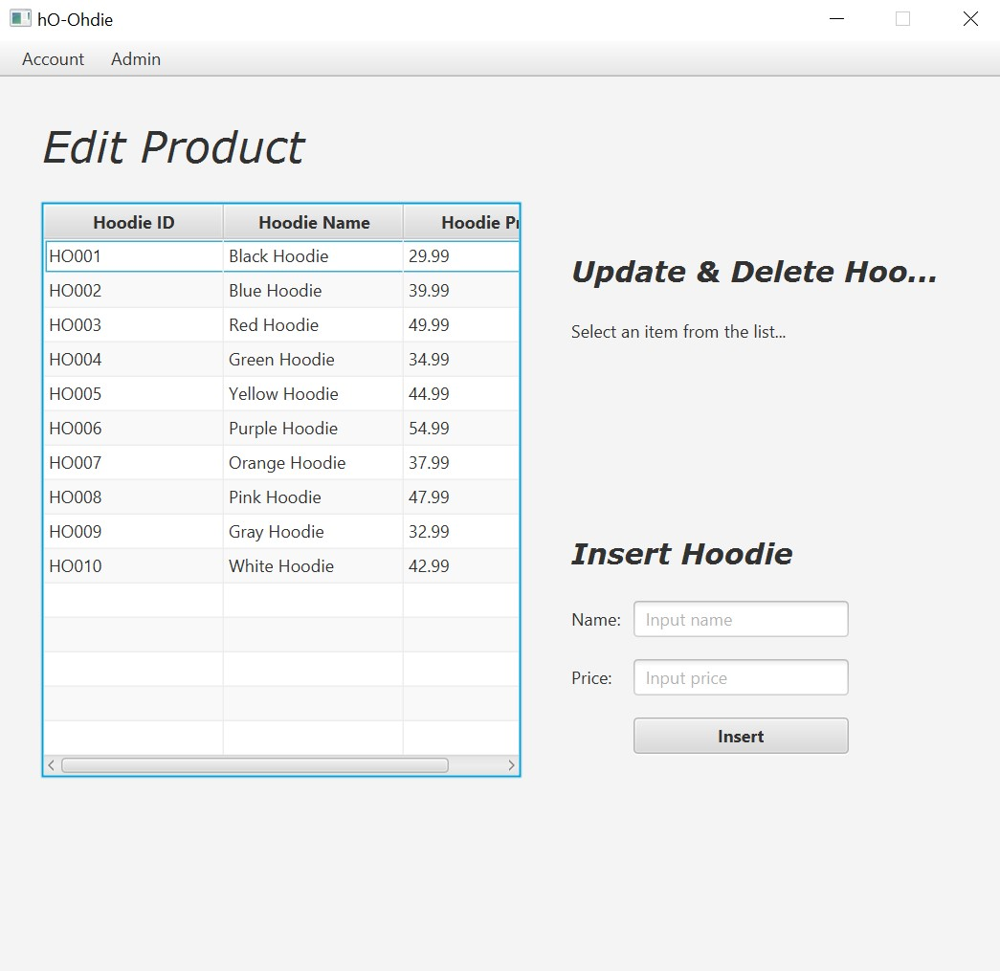 hO-Ohdie
Account Admin
Edit Product
Hoodie ID Hoodie Name Hoodie Pr
HO001 Black Hoodie 29.99
HO002 Blue Hoodie 39.99
HO003 Red Hoodie 49.99
HO004 Green Hoodie 34.99
HO005 Yellow Hoodie 44.99
HO006 Purple Hoodie 54.99
HO007 Orange Hoodie 37.99
HO008 Pink Hoodie 47.99
HO009 Gray Hoodie 32.99
HO010 White Hoodie 42.99
Update & Delete Hoo...
Select an item from the list...
Insert Hoodie
Name: Input name
Price: Input price
Insert